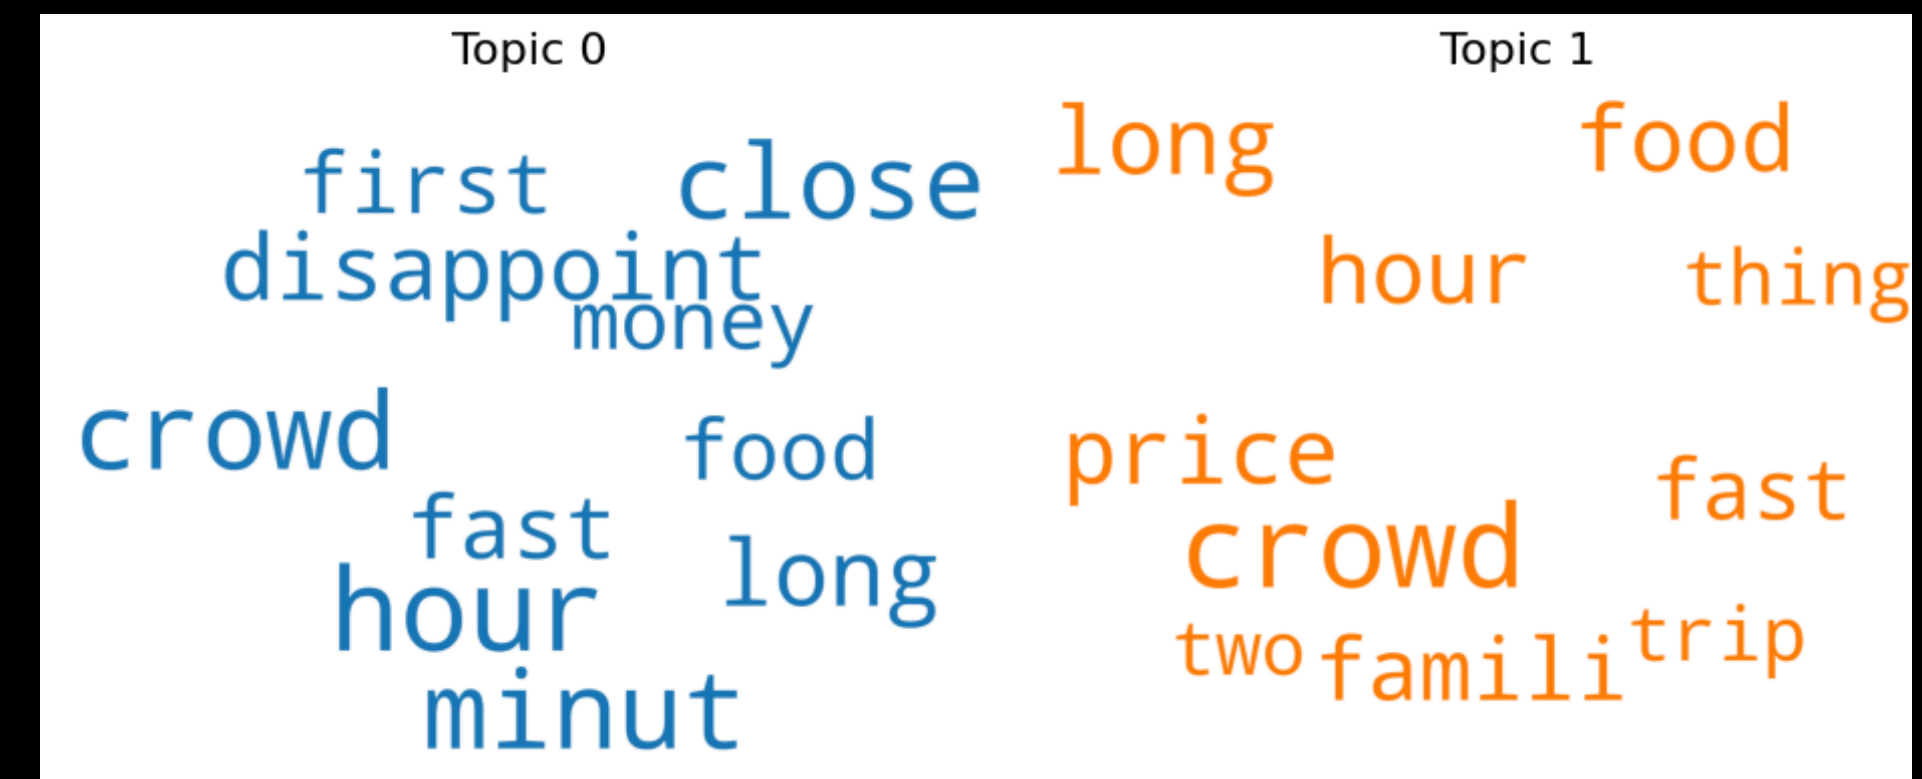 Topic 0
first close
disappoint
money
crowd
food
fast
long
hour
minut
Topic 1
long food
hour thing
price
fast
crowd
two famili trip